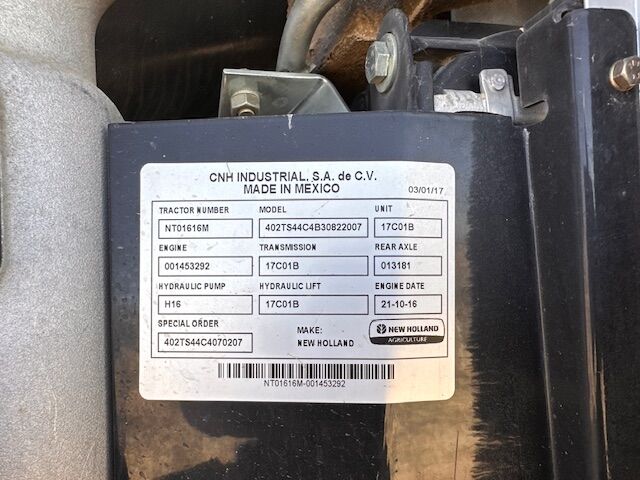 CNH INDUSTRIAL, S.A. de C.V.
MADE IN MEXICO
03/01/17
TRACTOR NUMBER MODEL UNIT
NT01616M 402TS44C4B30822007 17C01B
ENGINE TRANSMISSION REAR AXLE
001453292 17C01B 013181
HYDRAULIC PUMP HYDRAULIC LIFT ENGINE DATE
H16 17C01B 21-10-16
SPECIAL ORDER
402TS44C4070207
MAKE:
NEW HOLLAND
NEW HOLLAND
AGRICULTURE
NT01616M-001453292